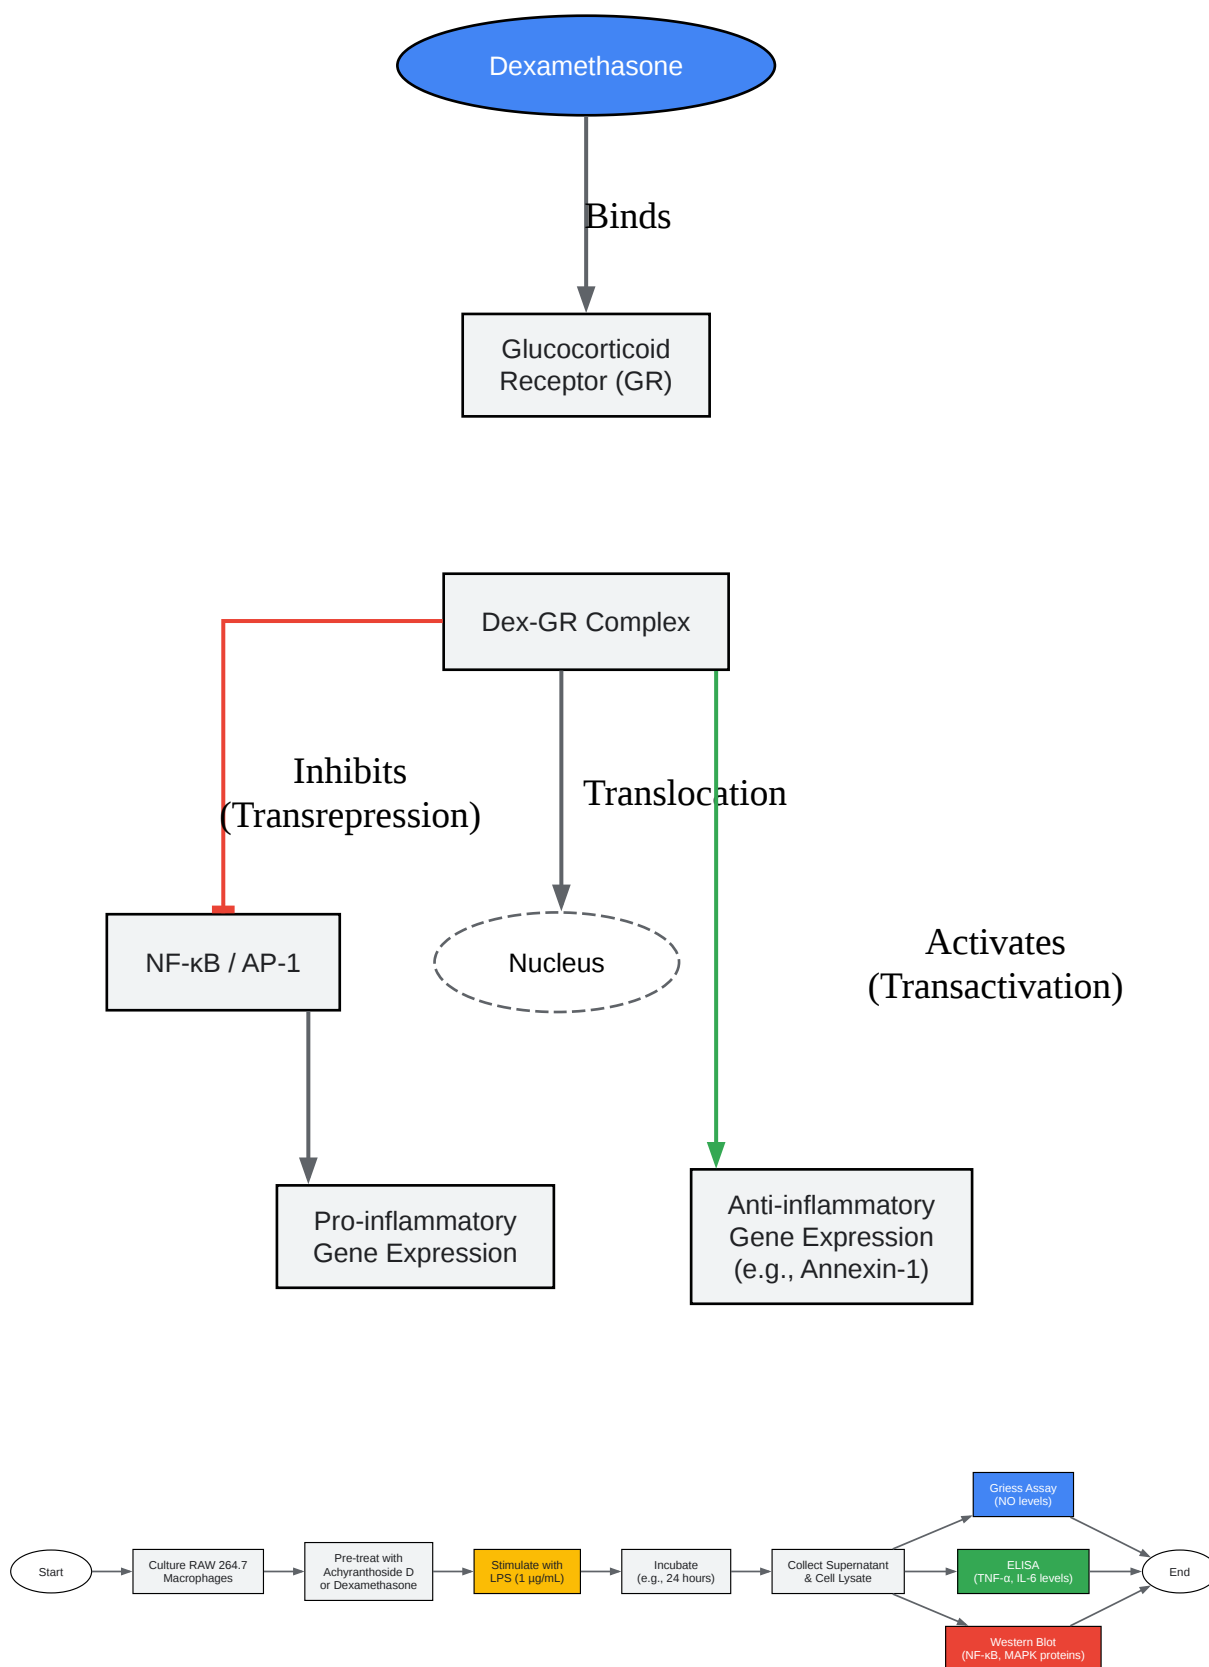 Dexamethasone
Binds
Glucocorticoid
Receptor (GR)
Dex-GR Complex
Inhibits
(Transrepression)
Translocation
NF-κB / AP-1
Nucleus
Activates
(Transactivation)
Pro-inflammatory
Gene Expression
Anti-inflammatory
Gene Expression
(e.g., Annexin-1)
Start
Culture RAW 264.7
Macrophages
Pre-treat with
Achyranthoside D
or Dexamethasone
Stimulate with
LPS (1 μg/mL)
Incubate
(e.g., 24 hours)
Collect Supernatant
& Cell Lysate
Griess Assay
(NO levels)
ELISA
(TNF-α, IL-6 levels)
Western Blot
(NF-κB, MAPK proteins)
End